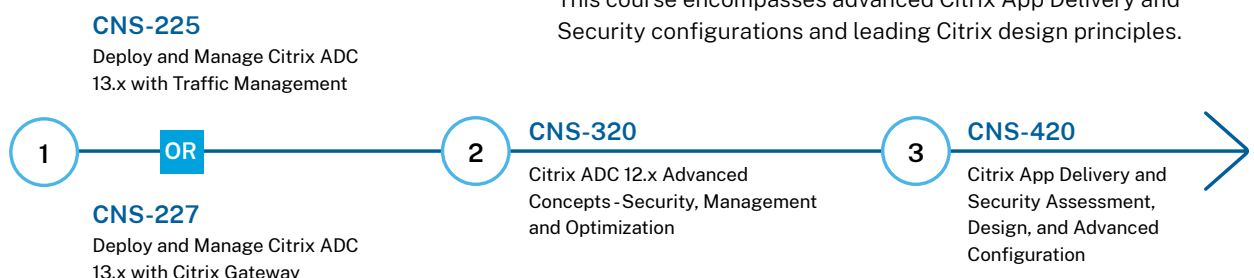 This course encompasses advanced Citrix App Delivery and
Security configurations and leading Citrix design principles.
CNS-225
Deploy and Manage Citrix ADC
13.x with Traffic Management
1
OR
CNS-227
Deploy and Manage Citrix ADC
13.x with Citrix Gateway
2
CNS-320
Citrix ADC 12.x Advanced
Concepts - Security, Management
and Optimization
3
CNS-420
Citrix App Delivery and
Security Assessment,
Design, and Advanced
Configuration